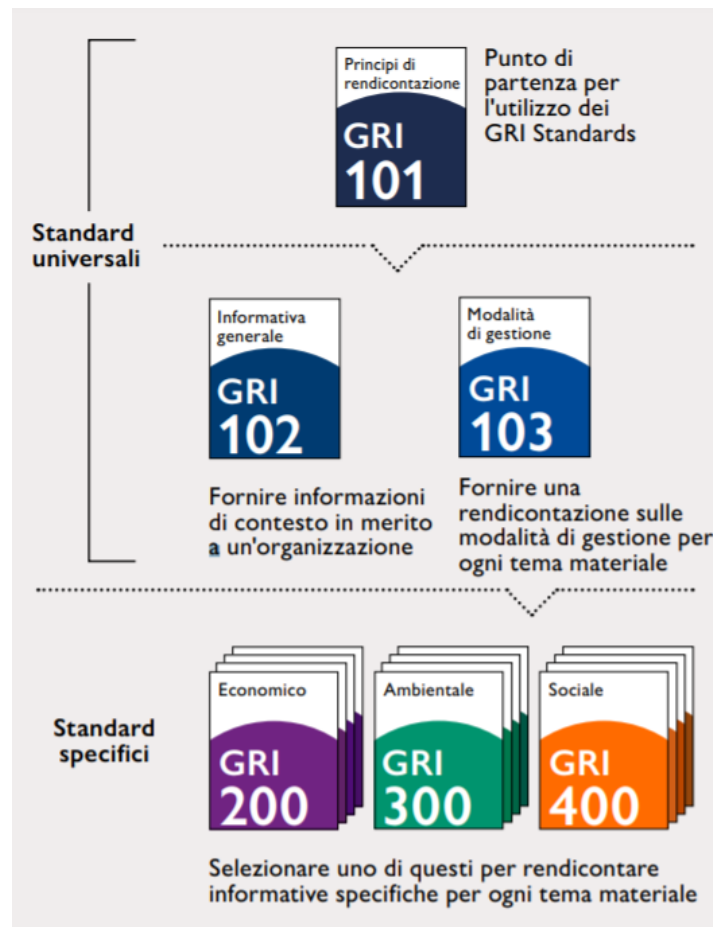 Principi di
rendicontazione
GRI
101
Punto di
partenza per
l'utilizzo dei
GRI Standards
Standard
universali
Informativa
generale
GRI
102
Modalità
di gestione
GRI
103
Fornire informazioni
di contesto in merito
a un'organizzazione
Fornire una
rendicontazione sulle
modalità di gestione per
ogni tema materiale
Standard
specifici
Economico
GRI
200
Ambientale
GRI
300
Sociale
GRI
400
Selezionare uno di questi per rendicontare
informative specifiche per ogni tema materiale